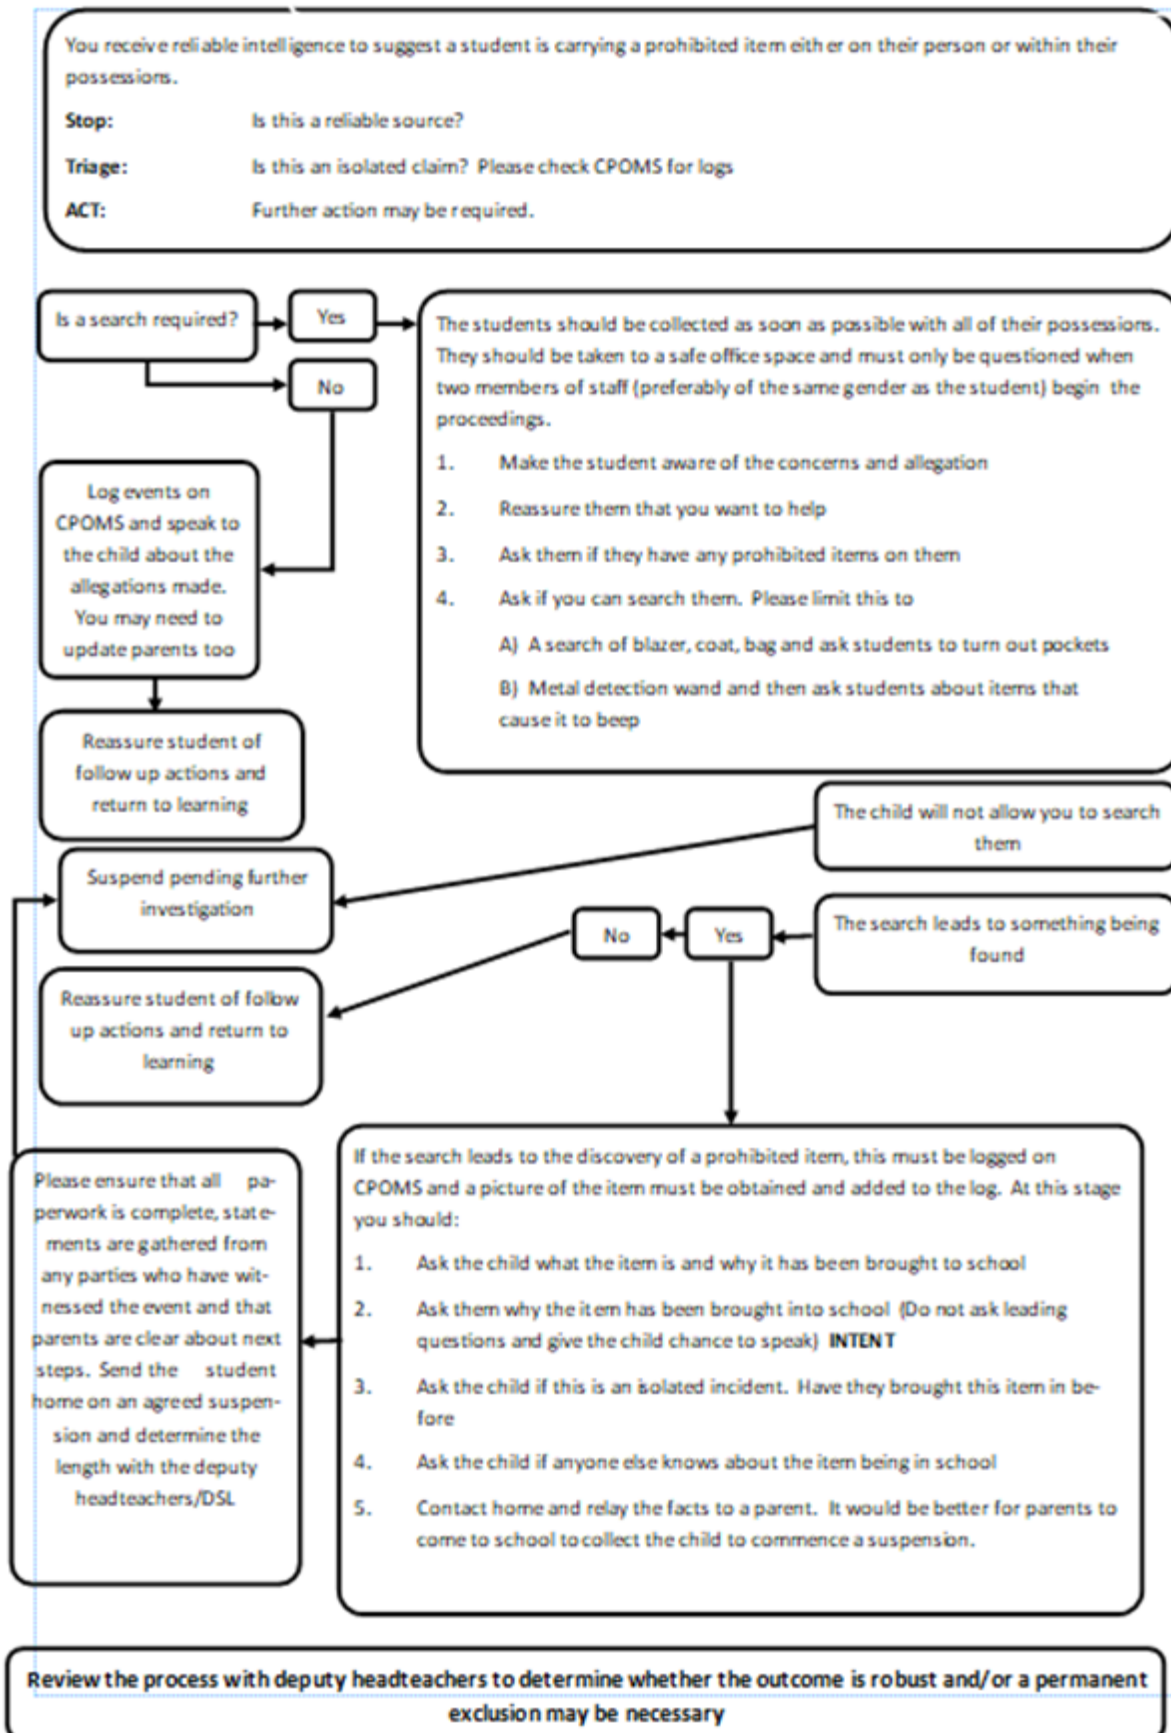 You receive reliable intelligence to suggest a student is carrying a prohibited item either on their person or within their
possessions.
Stop: Is this a reliable source?
Triage: Is this an isolated claim? Please check CPOMS for logs
ACT: Further action may be required.
Is a search required?
Yes
No
The students should be collected as soon as possible with all of their possessions.
They should be taken to a safe office space and must only be questioned when
two members of staff (preferably of the same gender as the student) begin the
proceedings.
1. Make the student aware of the concerns and allegation
2. Reassure them that you want to help
3. Ask them if they have any prohibited items on them
4. Ask if you can search them. Please limit this to
A) A search of blazer, coat, bag and ask students to turn out pockets
B) Metal detection wand and then ask students about items that
cause it to beep
Log events on
CPOMS and speak to
the child about the
allegations made.
You may need to
update parents too
Reassure student of
follow up actions and
return to learning
The child will not allow you to search
them
Suspend pending further
investigation
The search leads to something being
found
Yes
No
Reassure student of follow
up actions and return to
learning
If the search leads to the discovery of a prohibited item, this must be logged on
CPOMS and a picture of the item must be obtained and added to the log. At this stage
you should:
1. Ask the child what the item is and why it has been brought to school
2. Ask them why the item has been brought into school (Do not ask leading
questions and give the child chance to speak) INTENT
3. Ask the child if this is an isolated incident. Have they brought this item in be-
fore
4. Ask the child if anyone else knows about the item being in school
5. Contact home and relay the facts to a parent. It would be better for parents to
come to school to collect the child to commence a suspension.
Please ensure that all pa-
perwork is complete, state-
ments are gathered from
any parties who have wit-
nessed the event and that
parents are clear about next
steps. Send the student
home on an agreed suspen-
sion and determine the
length with the deputy
headteachers/DSL
Review the process with deputy headteachers to determine whether the outcome is robust and/or a permanent
exclusion may be necessary